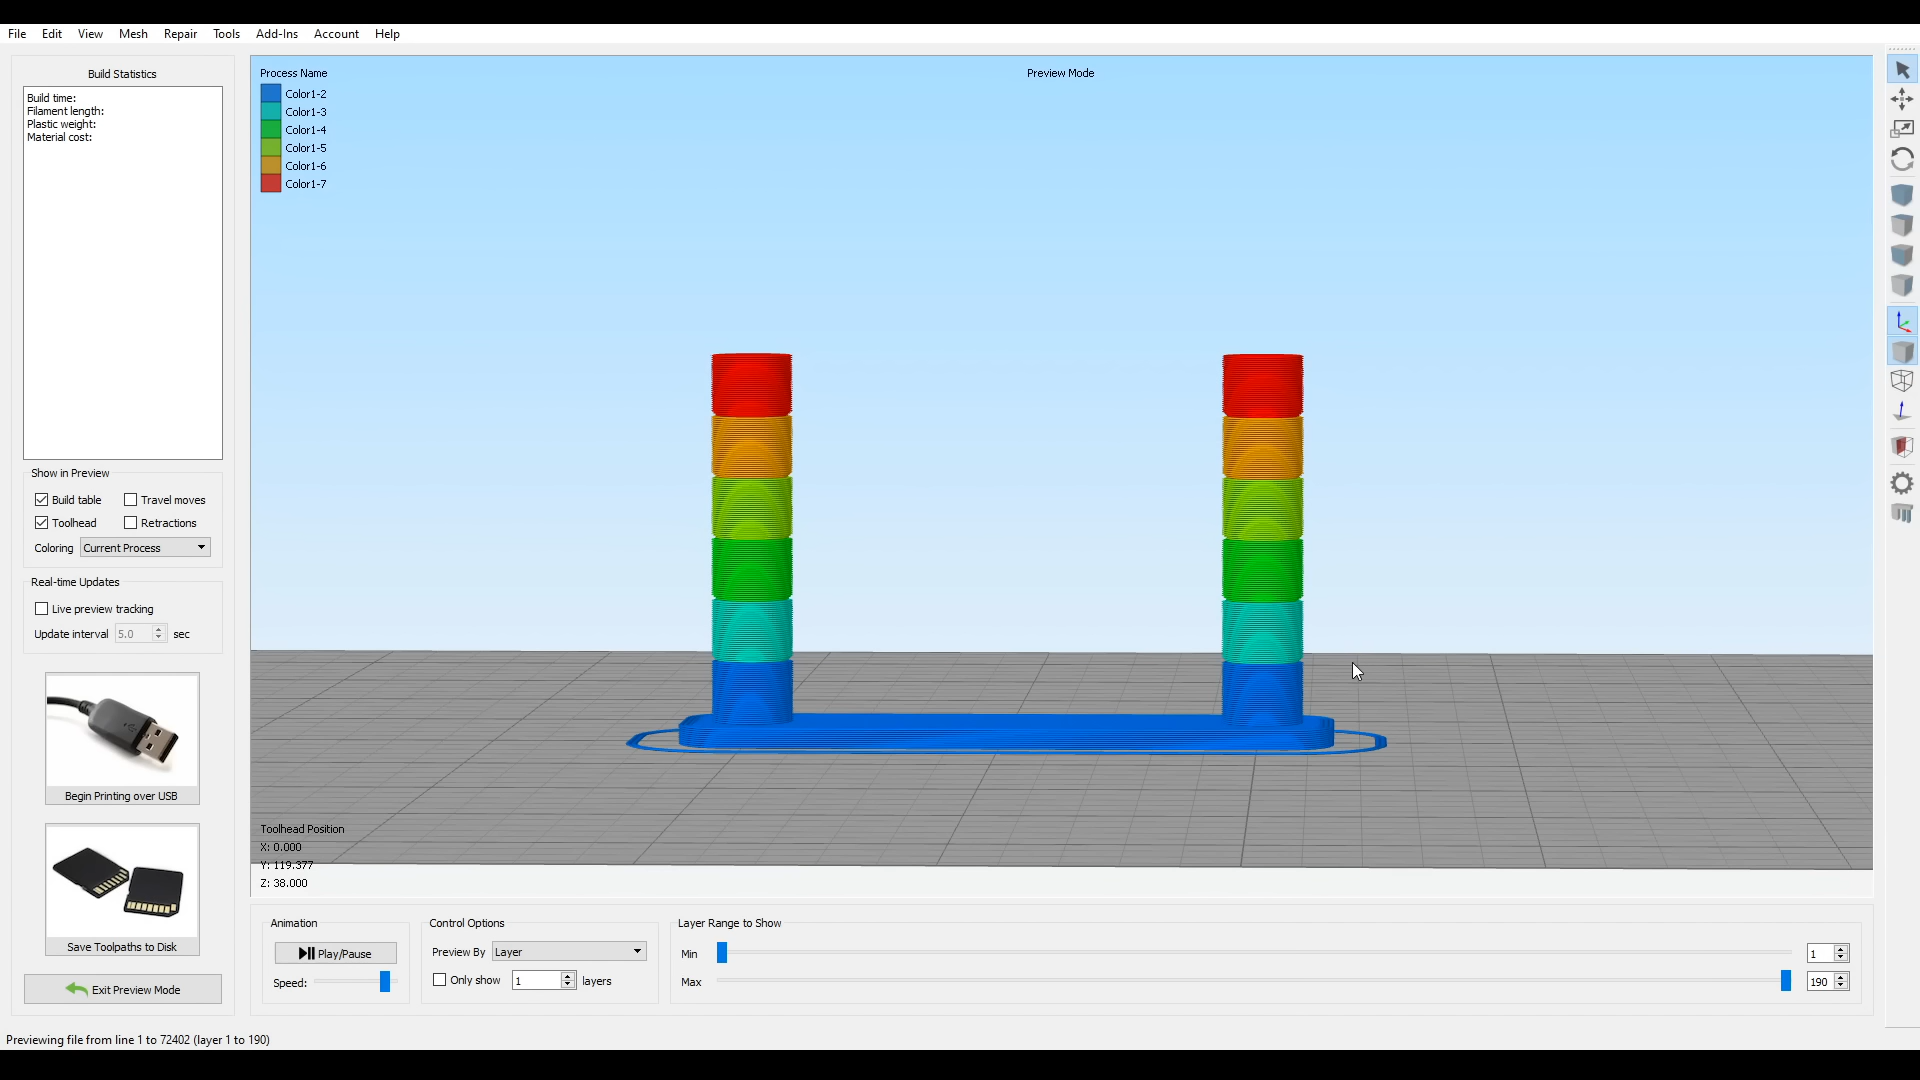 File Edit View Mesh Repair Tools Add-Ins Account Help
Build Statistics
Build time:
Filament length:
Plastic weight:
Material cost:
Show in Preview
Build table Travel moves
Toolhead Retractions
Coloring Current Process
Real-time Updates
Live preview tracking
Update interval 5.0 sec
Begin Printing over USB
Save Toolpaths to Disk
Exit Preview Mode
Process Name
Color1-2
Color1-3
Color1-4
Color1-5
Color1-6
Color1-7
Preview Mode
Toolhead Position
X: 0.000
Y: 119.377
Z: 38.000
Animation
Play/Pause
Speed:
Control Options
Preview By Layer
Only show 1 layers
Layer Range to Show
Min 1
Max 190
Previewing file from line 1 to 72402 (layer 1 to 190)